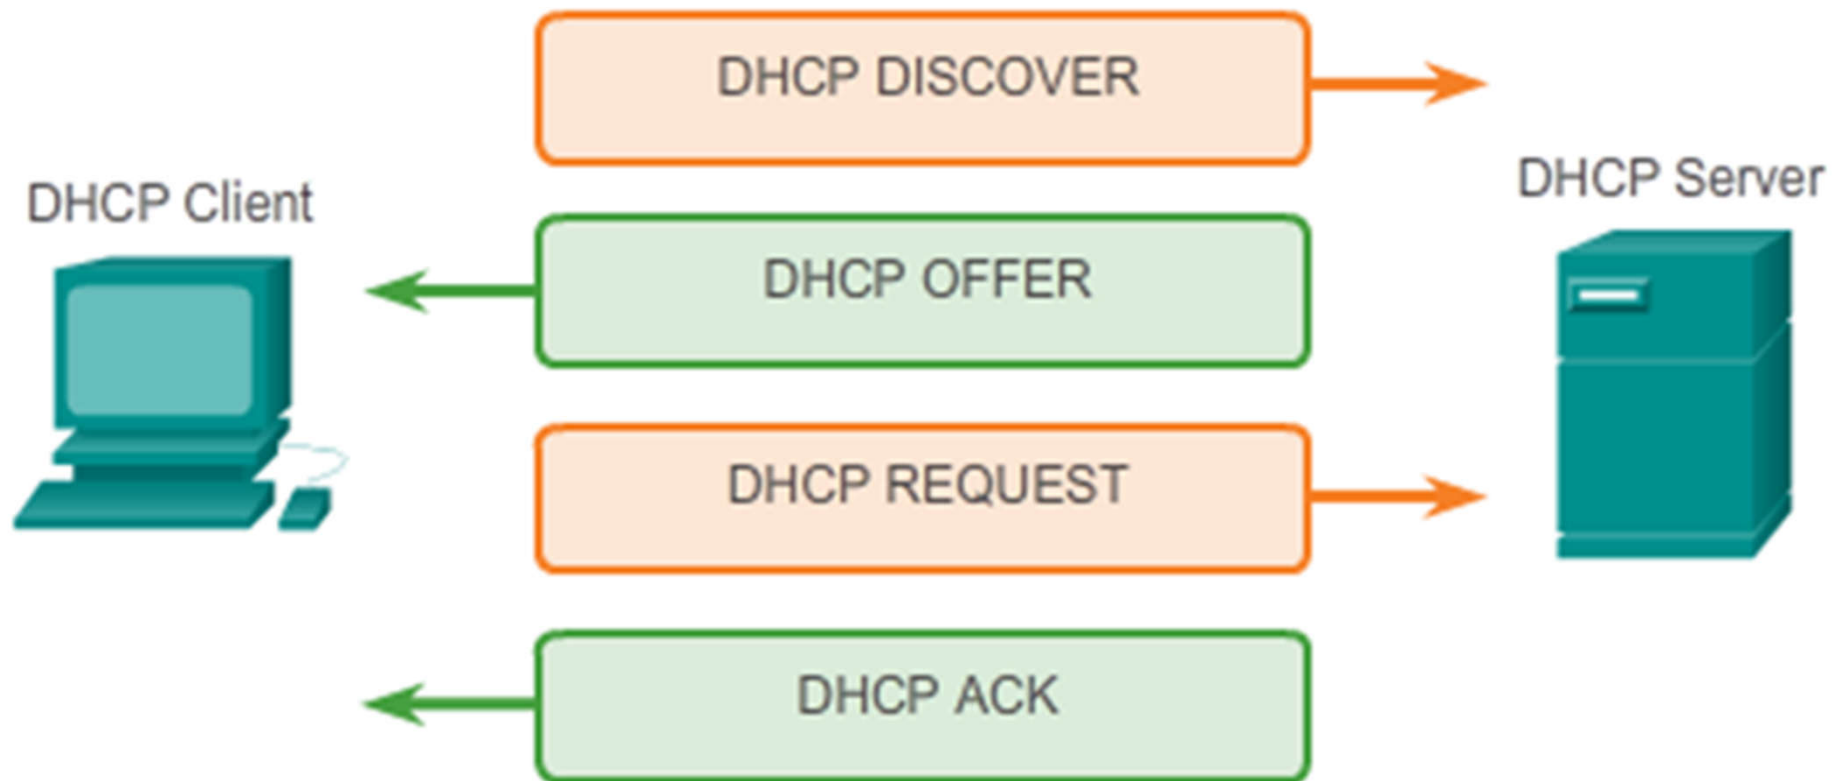 DHCP DISCOVER
DHCP Client
DHCP Server
DHCP OFFER
DHCP REQUEST
DHCP ACK